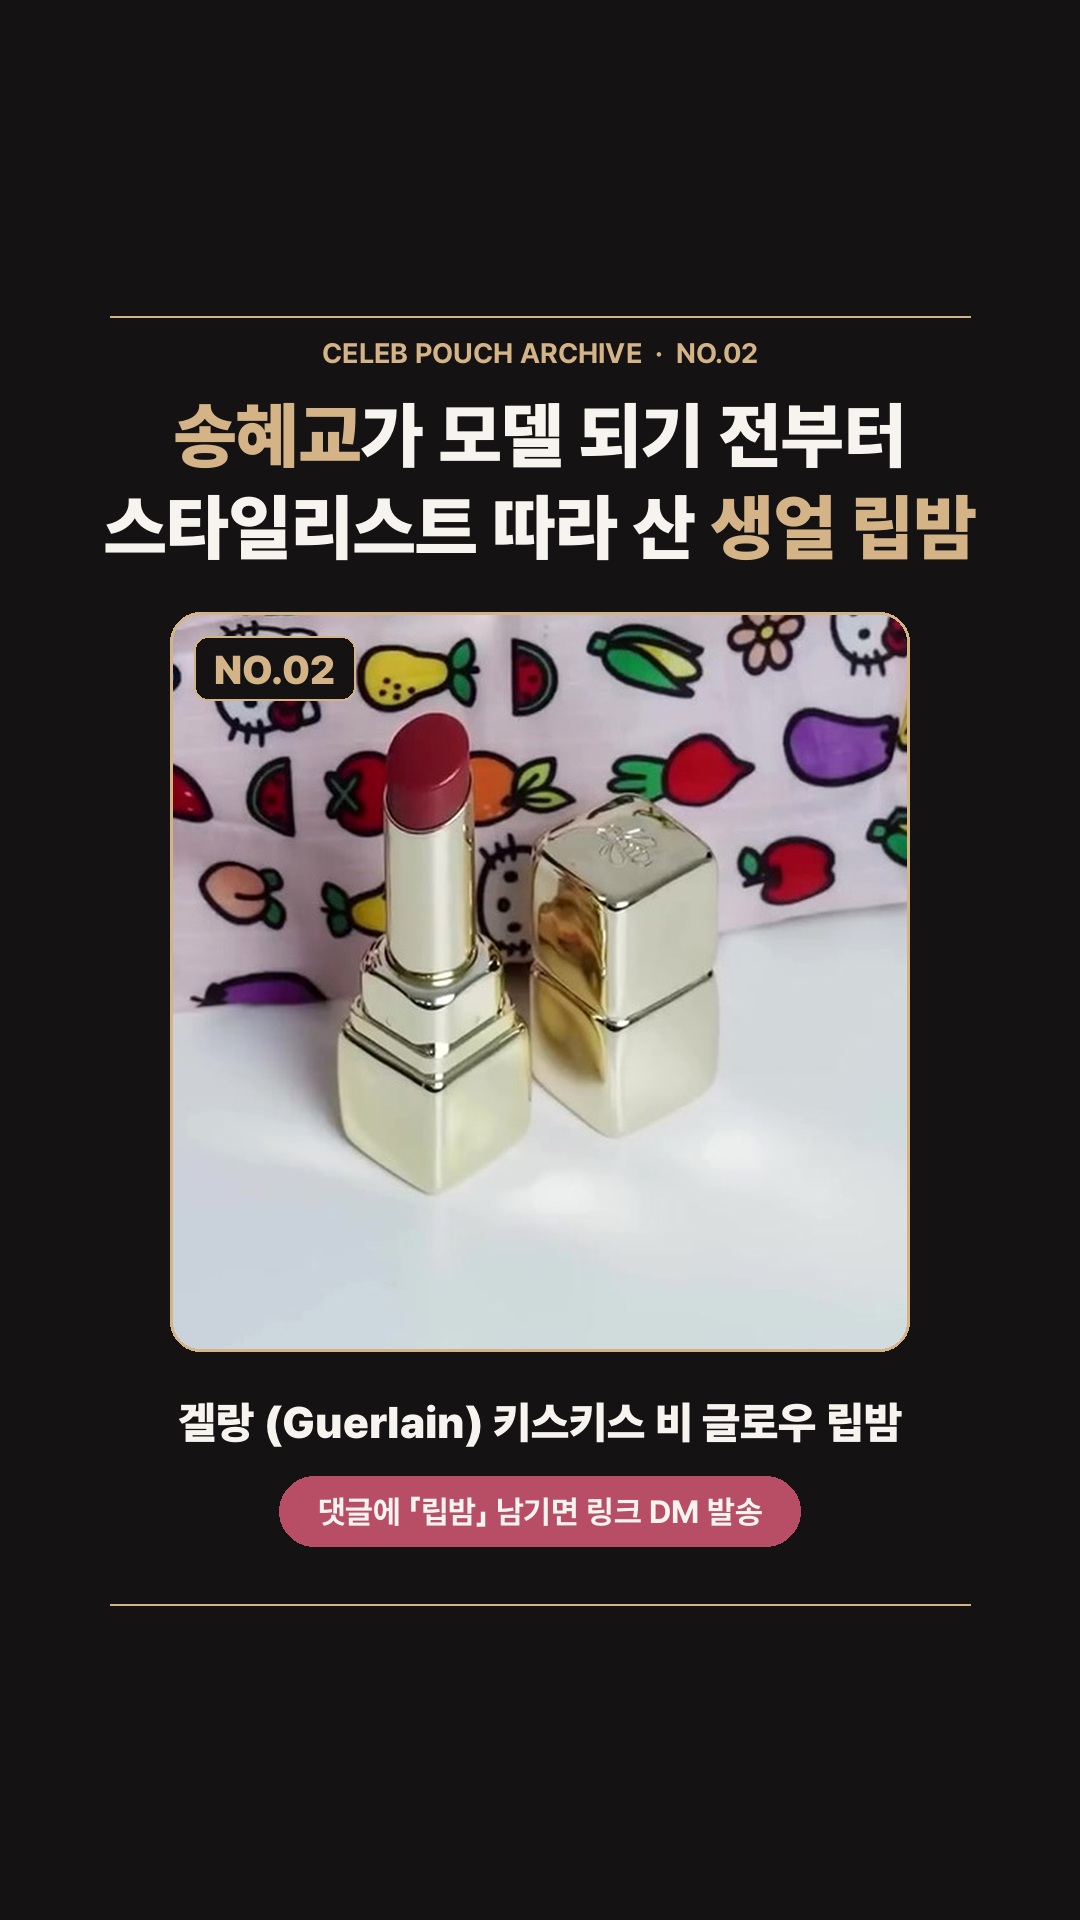 CELEB POUCH ARCHIVE · NO.02
송혜교가 모델 되기 전부터
스타일리스트 따라 산 생얼 립밤
NO.02
겔랑 (Guerlain) 키스키스 비 글로우 립밤
댓글에 「립밤」 남기면 링크 DM 발송